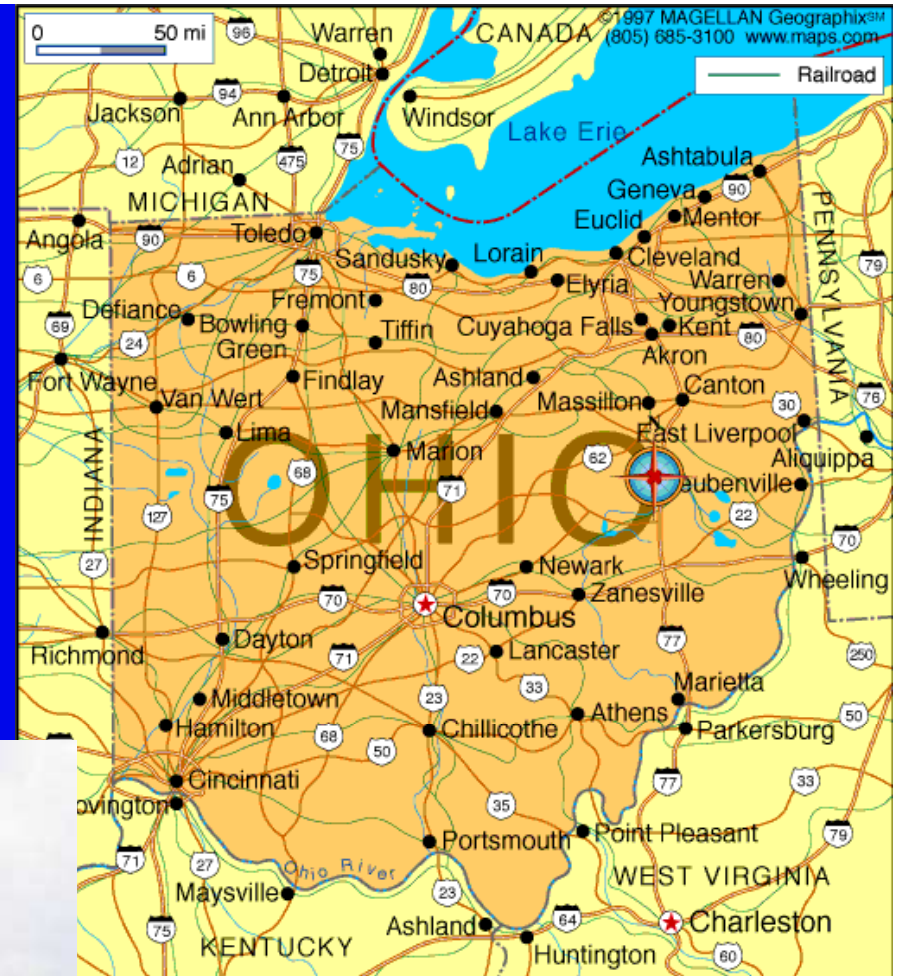 0 50 mi
96
Warren
CANADA
©1997 MAGELLAN Geographix℠
(805) 685-3100 www.maps.com
Detroit
Railroad
94
Jackson
Ann Arbor
Windsor
Lake Erie
75
475
12
Adrian
Ashtabula
MICHIGAN
90
Geneva
Mentor
Euclid
PENNSYLVANIA
Angola
90
Toledo
Cleveland
Sandusky
Lorain
79
6
6
75
80
Elyria
Warren
Fremont
Youngstown
Defiance
Bowling
Green
Tiffin
Cuyahoga Falls
Kent
80
69
24
Akron
Fort Wayne
Findlay
Ashland
Canton
76
Van Wert
Mansfield
Massillon
30
Lima
East Liverpool
Marion
62
Aliquippa
OHIO
68
71
eubenville
75
INDIANA
127
22
70
27
Springfield
Newark
Wheeling
70
70
Zanesville
Columbus
Dayton
77
Richmond
71
22
Lancaster
250
33
Marietta
Middletown
23
Athens
50
Hamilton
68
Chillicothe
Parkersburg
50
Cincinnati
77
33
ovington
35
Portsmouth
Point Pleasant
79
71
27
Ohio River
WEST VIRGINIA
Maysville
23
75
Ashland
64
Charleston
KENTUCKY
Huntington
60